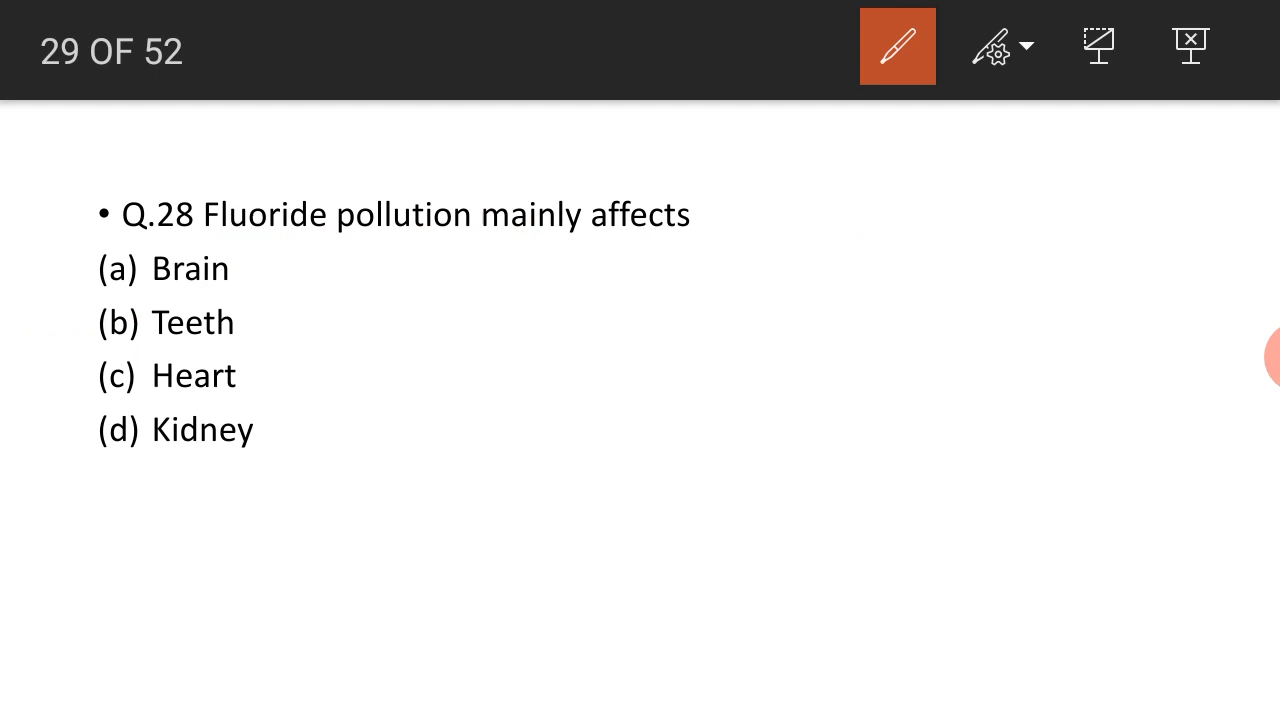 29 OF 52
• Q.28 Fluoride pollution mainly affects
(a) Brain
(b) Teeth
(c) Heart
(d) Kidney